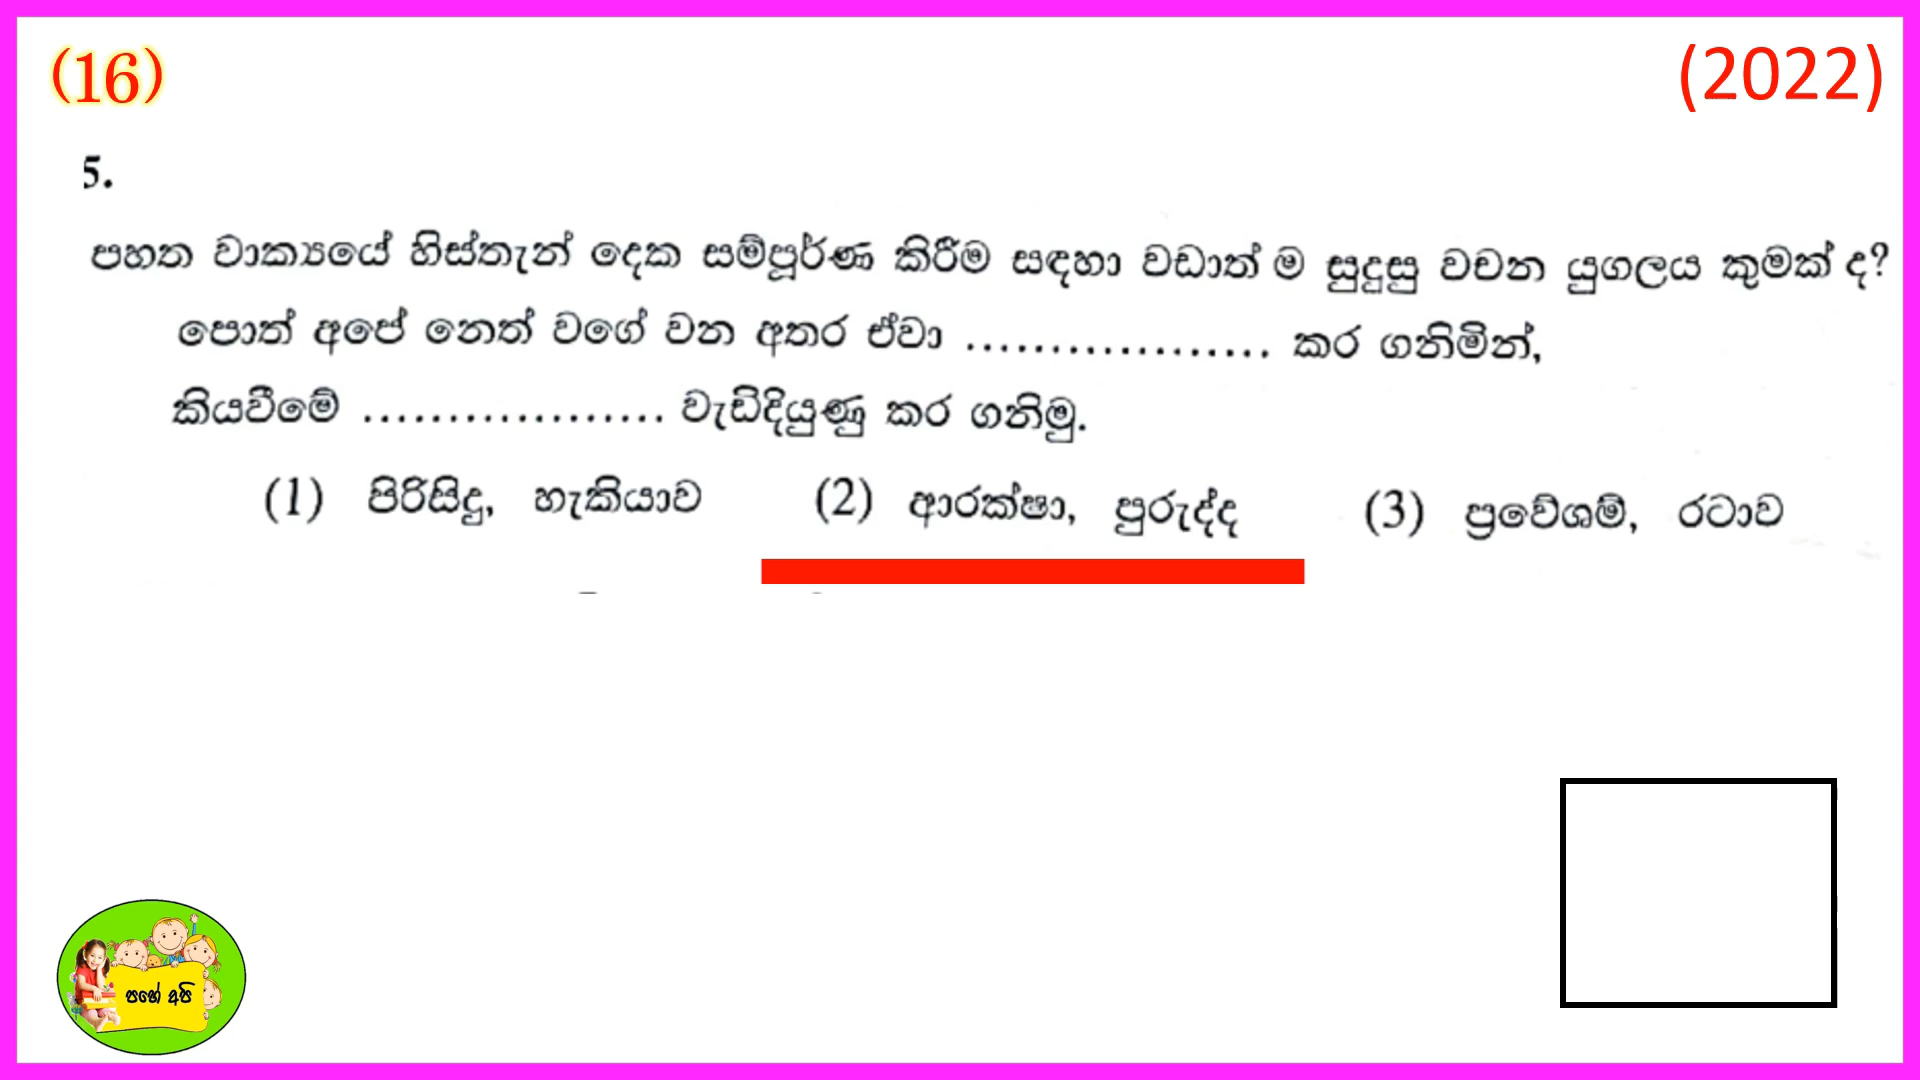 (16)
(2022)
5.
පහත වාක්‍යයේ හිස්තැන් දෙක සම්පූර්ණ කිරීම සඳහා වඩාත් ම සුදුසු වචන යුගලය කුමක් ද?
පොත් අපේ නෙත් වගේ වන අතර ඒවා .................... කර ගනිමින්,
කියවීමේ .................... වැඩිදියුණු කර ගනිමු.
(1) පිරිසිදු, හැකියාව (2) ආරක්ෂා, පුරුද්ද (3) ප්‍රවේශම්, රටාව
පහේ අපි